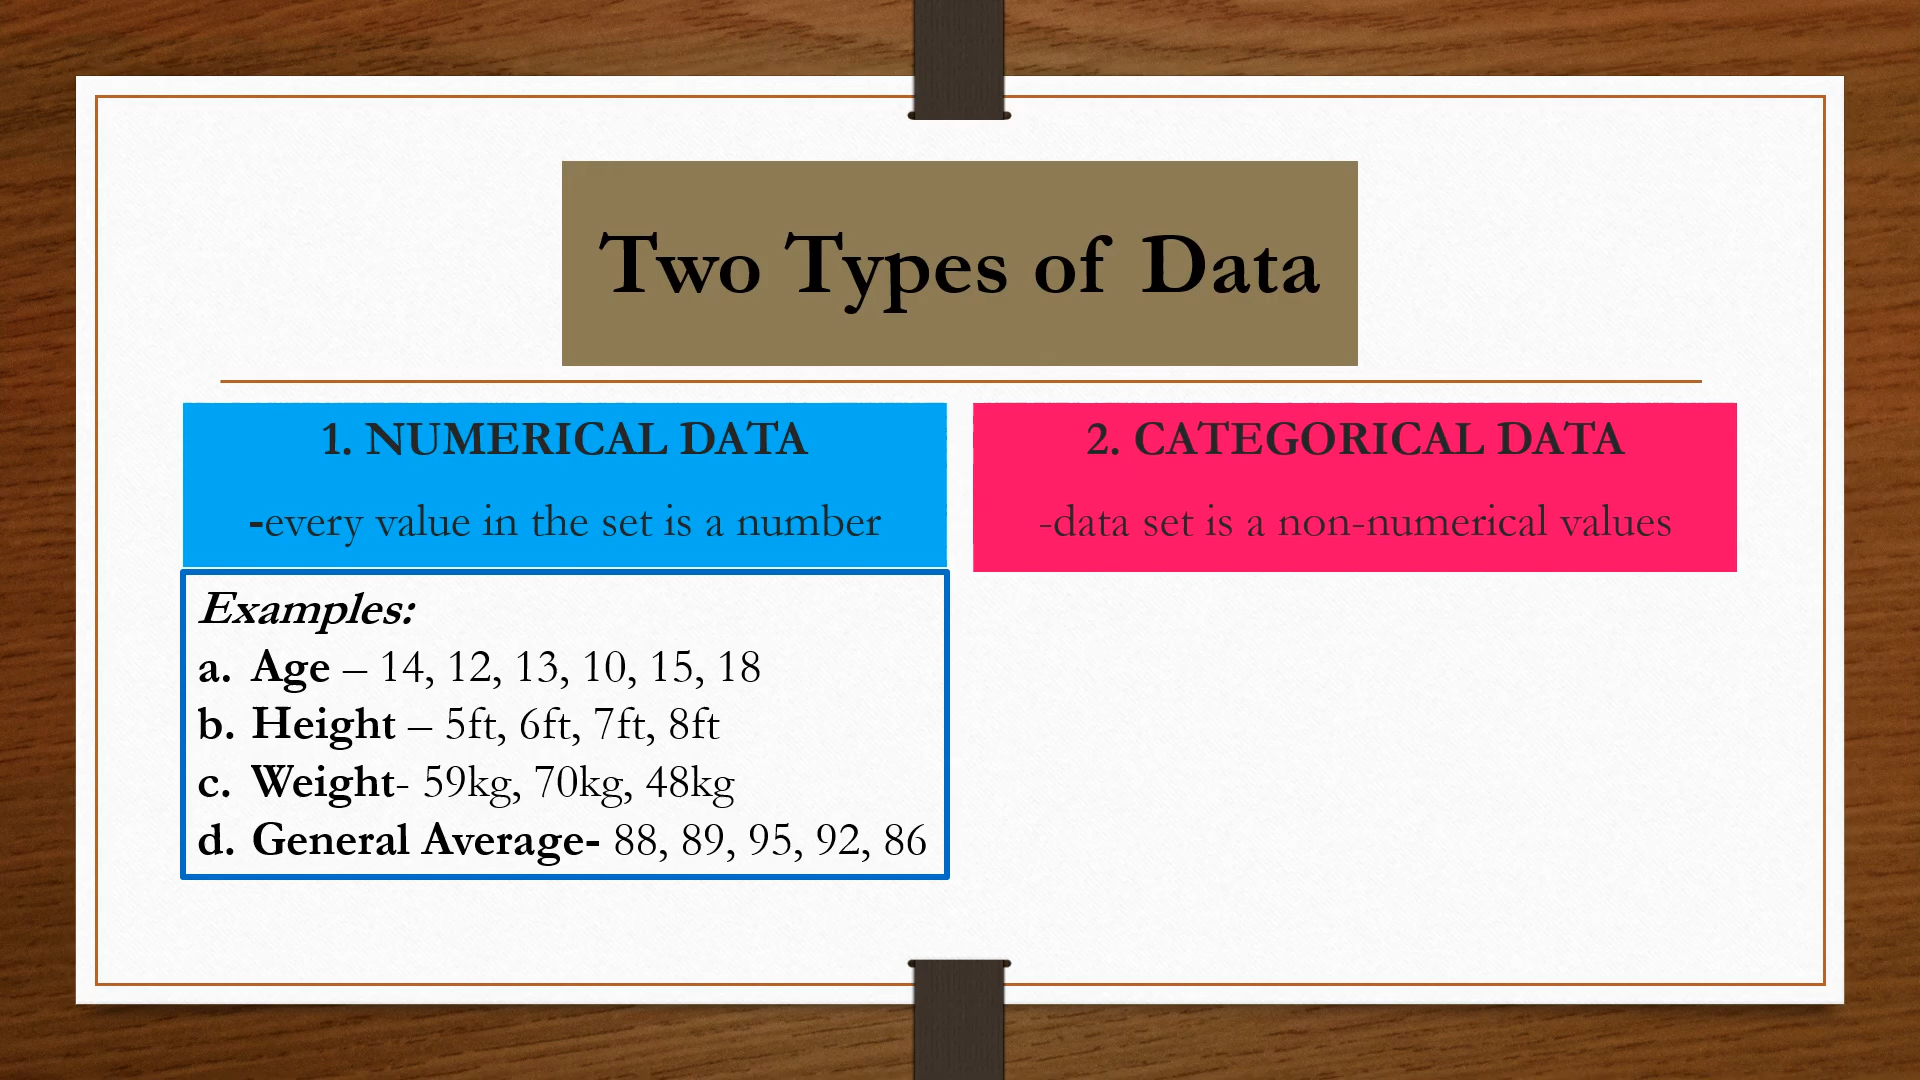 Two Types of Data
1. NUMERICAL DATA
-every value in the set is a number
Examples:
a. Age – 14, 12, 13, 10, 15, 18
b. Height – 5ft, 6ft, 7ft, 8ft
c. Weight- 59kg, 70kg, 48kg
d. General Average- 88, 89, 95, 92, 86
2. CATEGORICAL DATA
-data set is a non-numerical values